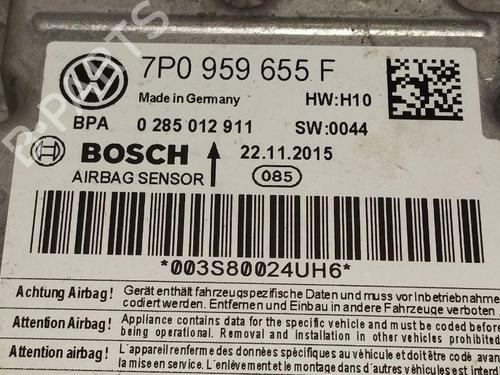 7P0 959 655 F
Made in Germany HW:H10
BPA 0 285 012 911 SW:0044
BOSCH 22.11.2015
AIRBAG SENSOR 085
*003S80024UH6*
Achtung Airbag! Gerät enthält fahrzeugspezifische Daten und muss vor Inbetriebnahme
codiert werden. Entfernen und Einbau in andere Fahrzeuge verboten.
Attention Airbag! Appliance contains data for the specific vehicle and must be coded before
being operational. Removal and installation in other vehicles prohibited.
Attention airbag! L'appareil renferme des données spécifiques au véhicule et doit être codé avant
la mise en service. L'enlèvement et le montage dans d'autres véhicules